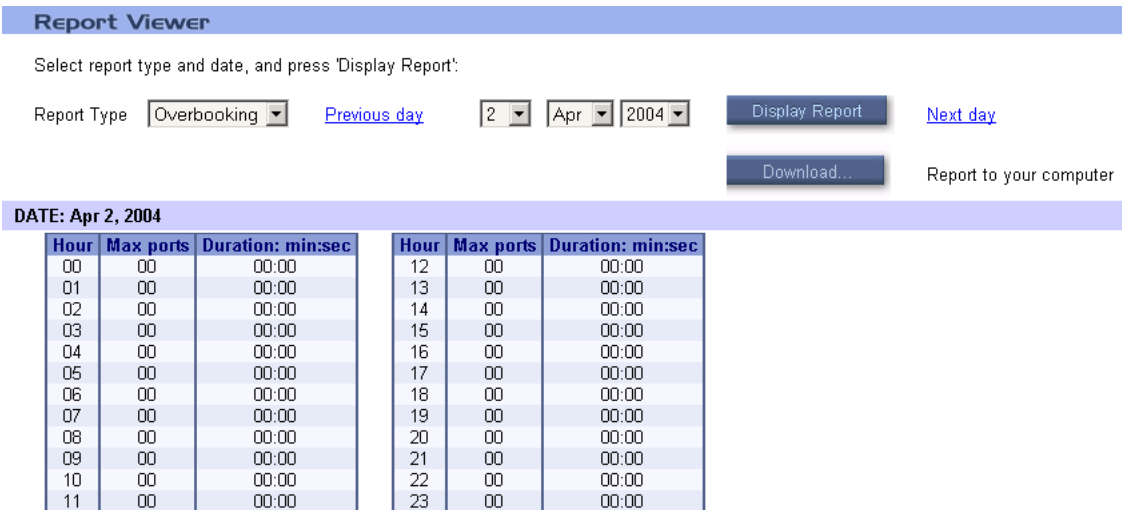 Report Viewer
Select report type and date, and press 'Display Report':
Report Type Overbooking Previous day 2 Apr 2004 Display Report Next day
Download... Report to your computer
DATE: Apr 2, 2004
Hour Max ports Duration: min:sec Hour Max ports Duration: min:sec
00 00 00:00 12 00 00:00
01 00 00:00 13 00 00:00
02 00 00:00 14 00 00:00
03 00 00:00 15 00 00:00
04 00 00:00 16 00 00:00
05 00 00:00 17 00 00:00
06 00 00:00 18 00 00:00
07 00 00:00 19 00 00:00
08 00 00:00 20 00 00:00
09 00 00:00 21 00 00:00
10 00 00:00 22 00 00:00
11 00 00:00 23 00 00:00